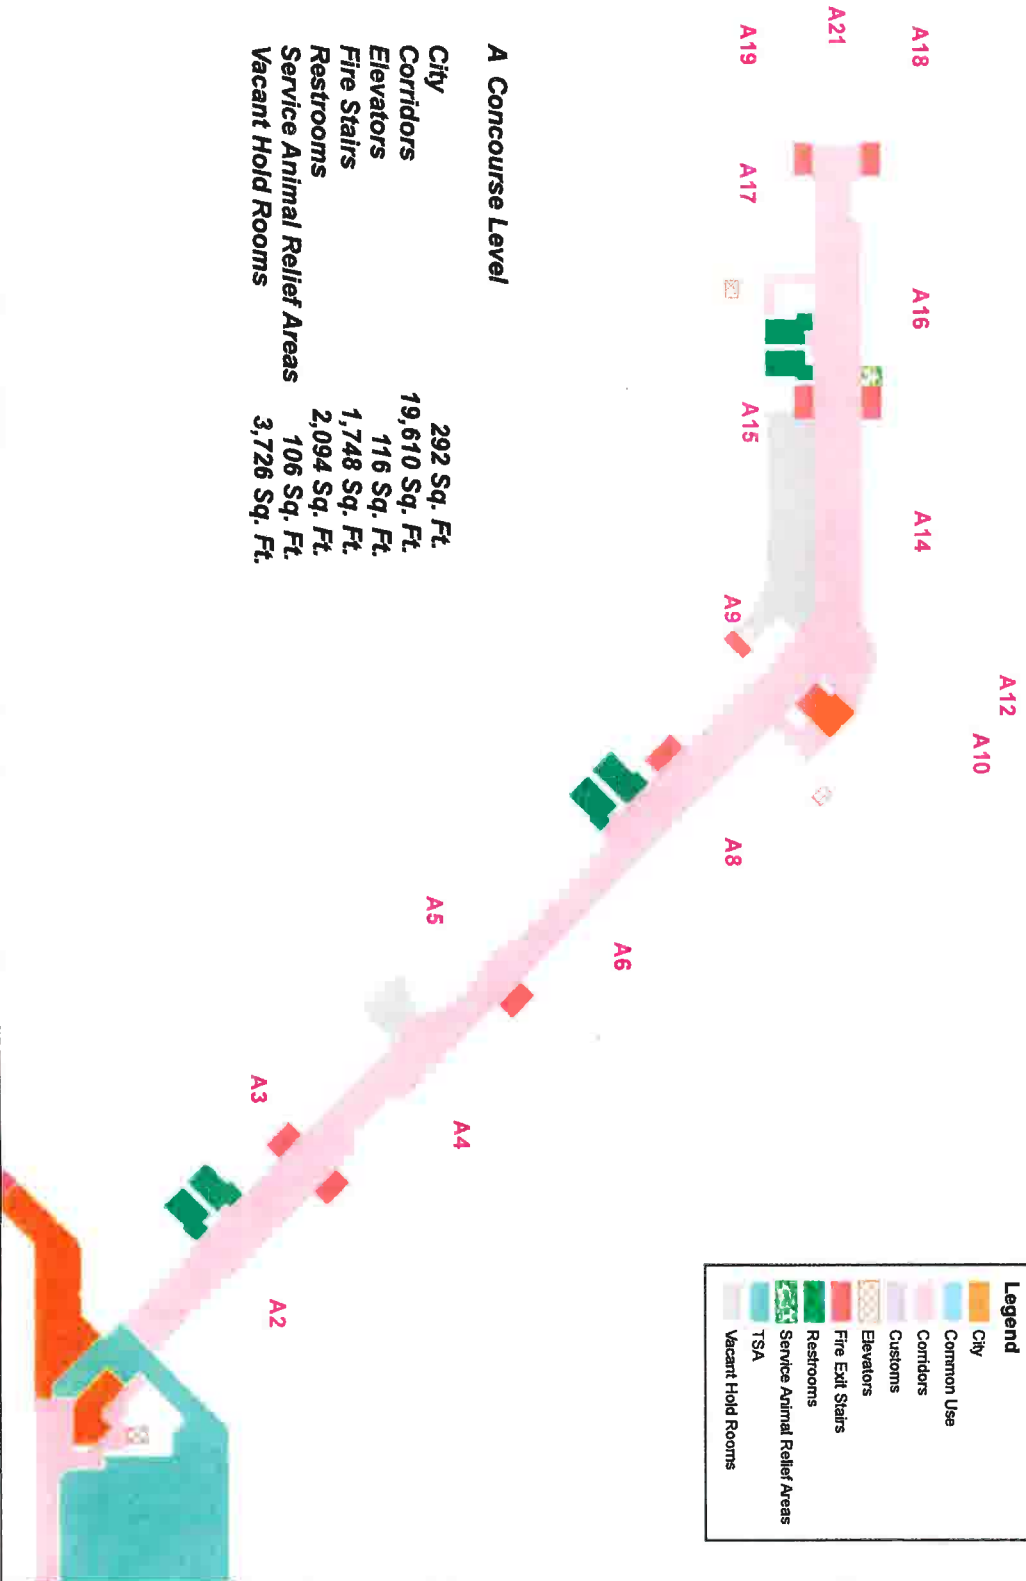 A Concourse Level
City 292 Sq. Ft.
Corridors 19,610 Sq. Ft.
Elevators 116 Sq. Ft.
Fire Stairs 1,748 Sq. Ft.
Restrooms 2,094 Sq. Ft.
Service Animal Relief Areas 106 Sq. Ft.
Vacant Hold Rooms 3,726 Sq. Ft.
A18
A21
A19
A17
A16
A15
A14
A9
A12
A10
A8
A6
A5
A4
A3
A2
Legend
City
Common Use
Corridors
Customs
Elevators
Fire Exit Stairs
Restrooms
Service Animal Relief Areas
TSA
Vacant Hold Rooms